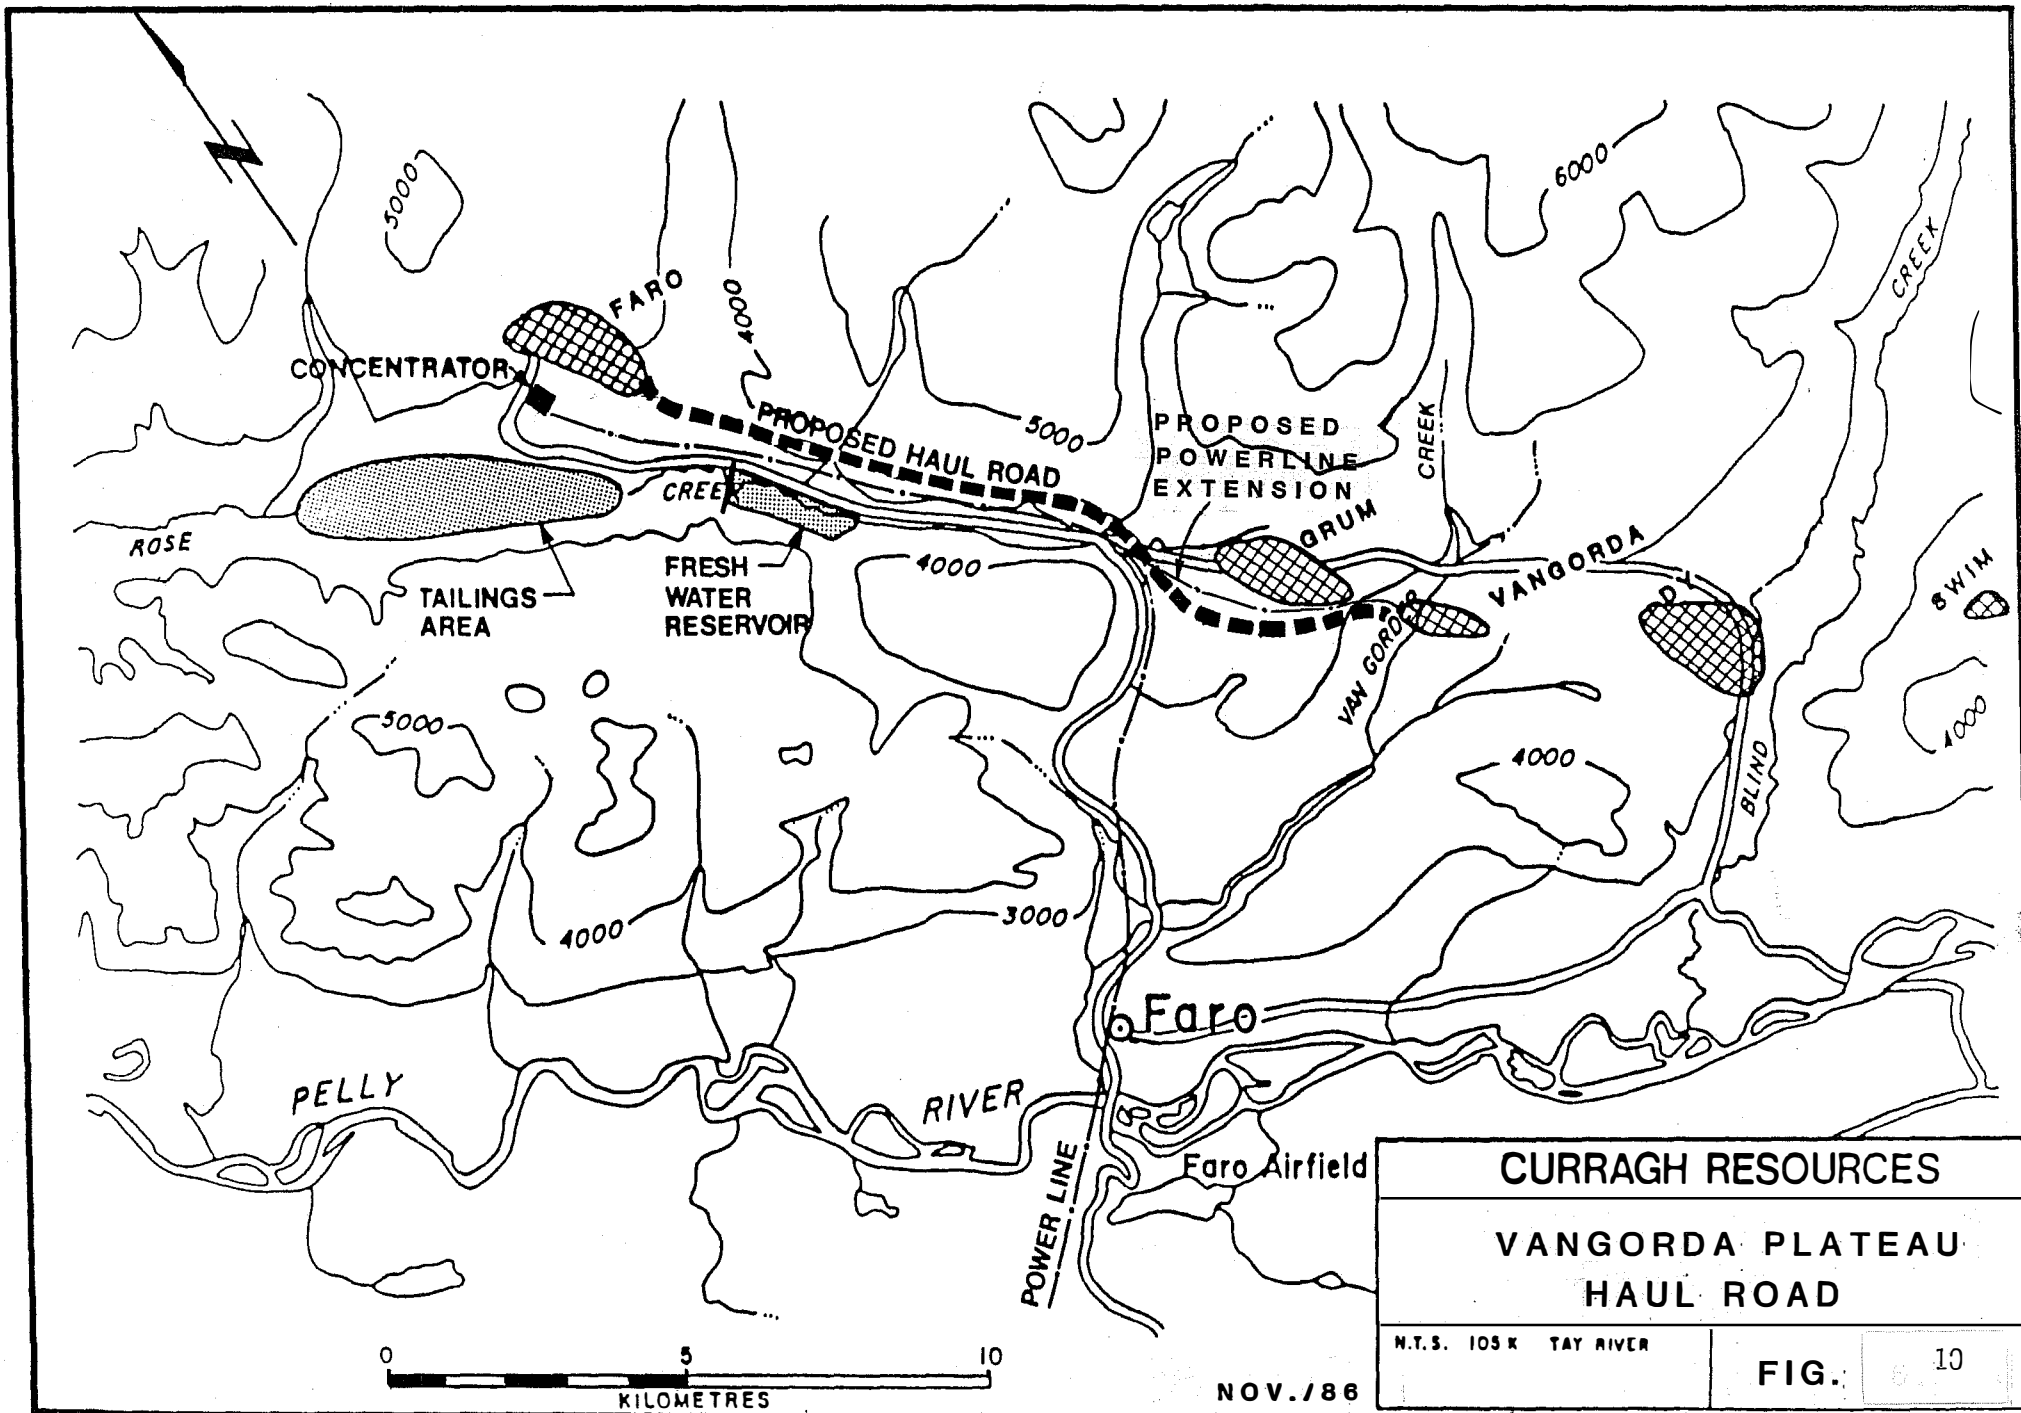 5000
6000
CREEK
FARO
4000
CONCENTRATOR
PROPOSED HAUL ROAD
5000
PROPOSED
POWERLINE
EXTENSION
CREEK
CREEK
GRUM
ROSE
TAILINGS
AREA
FRESH
WATER
RESERVOIR
4000
VANGORDA
DY
SWIM
VAN GORDER
5000
4000
4000
BLIND
4000
3000
Faro
PELLY
RIVER
POWER LINE
Faro Airfield
CURRAGH RESOURCES
VANGORDA PLATEAU
HAUL ROAD
N.T.S. 105 K TAY RIVER
FIG. 10
0 5 10
KILOMETRES
NOV./86
4000